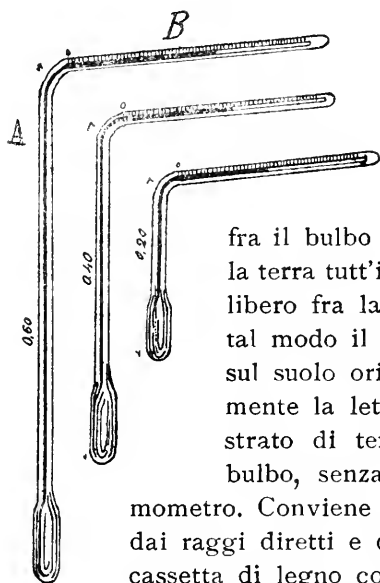 B
A
0,60
0,40
0,20
fra il bulbo
la terra tutt'i
libero fra la
tal modo il
sul suolo ori
mente la let
strato di ter
bulbo, senza
mometro. Conviene
dai raggi diretti e
cassetta di legno co